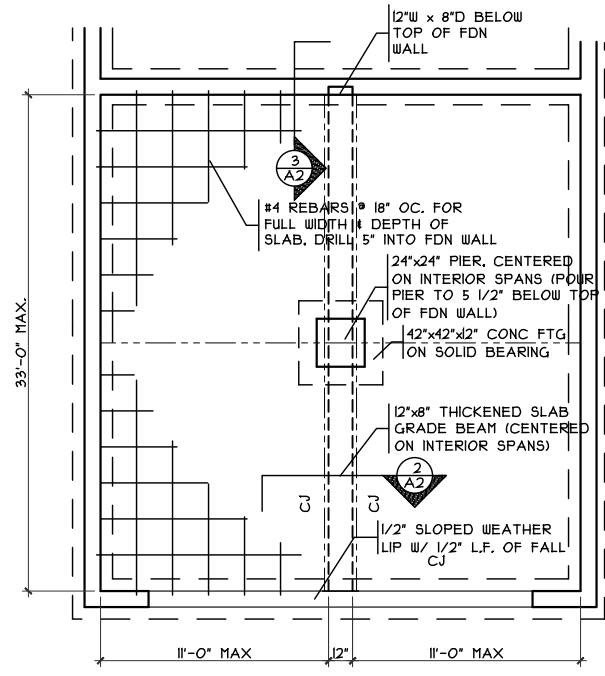 12"W x 8"D BELOW
TOP OF FDN
WALL
3
A2
#4 REBARS @ 18" OC. FOR
FULL WIDTH & DEPTH OF
SLAB. DRILL 5" INTO FDN WALL
24"x24" PIER. CENTERED
ON INTERIOR SPANS (POUR
PIER TO 5 1/2" BELOW TOP
OF FDN WALL)
42"x42"x12" CONC FTG
ON SOLID BEARING
33'-0" MAX.
12"x8" THICKENED SLAB
GRADE BEAM (CENTERED
ON INTERIOR SPANS)
2
A2
CJ
CJ
1/2" SLOPED WEATHER
LIP W/ 1/2" L.F. OF FALL
CJ
11'-0" MAX
12"
11'-0" MAX